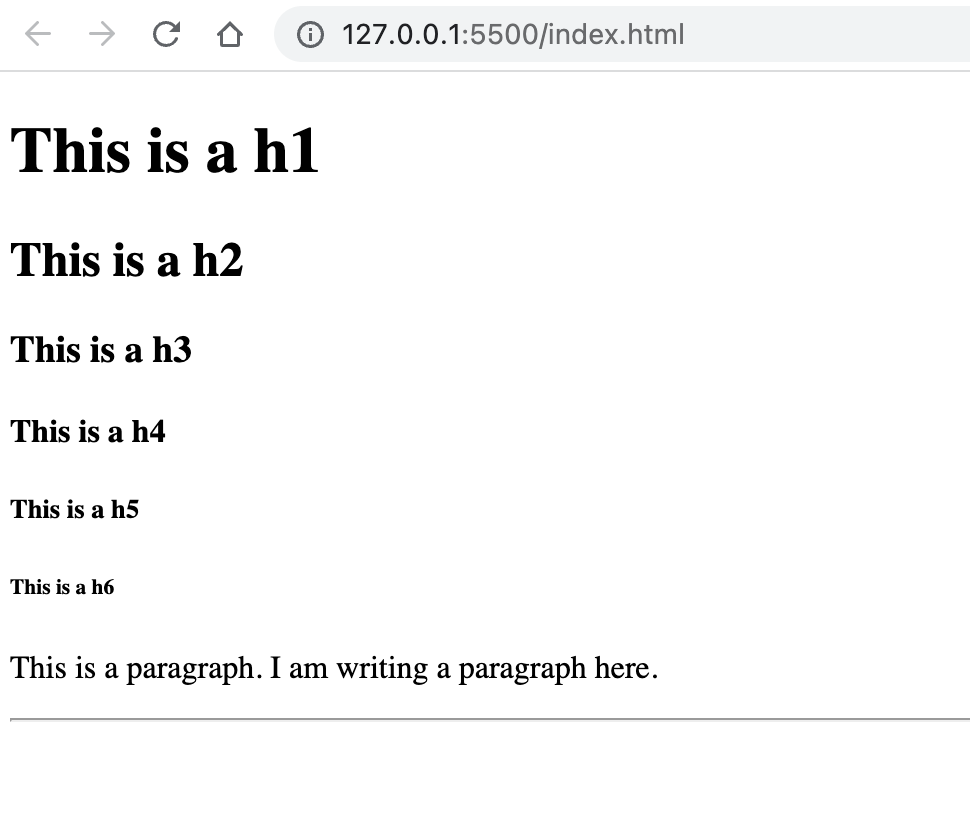 127.0.0.1:5500/index.html
This is a h1
This is a h2
This is a h3
This is a h4
This is a h5
This is a h6
This is a paragraph. I am writing a paragraph here.